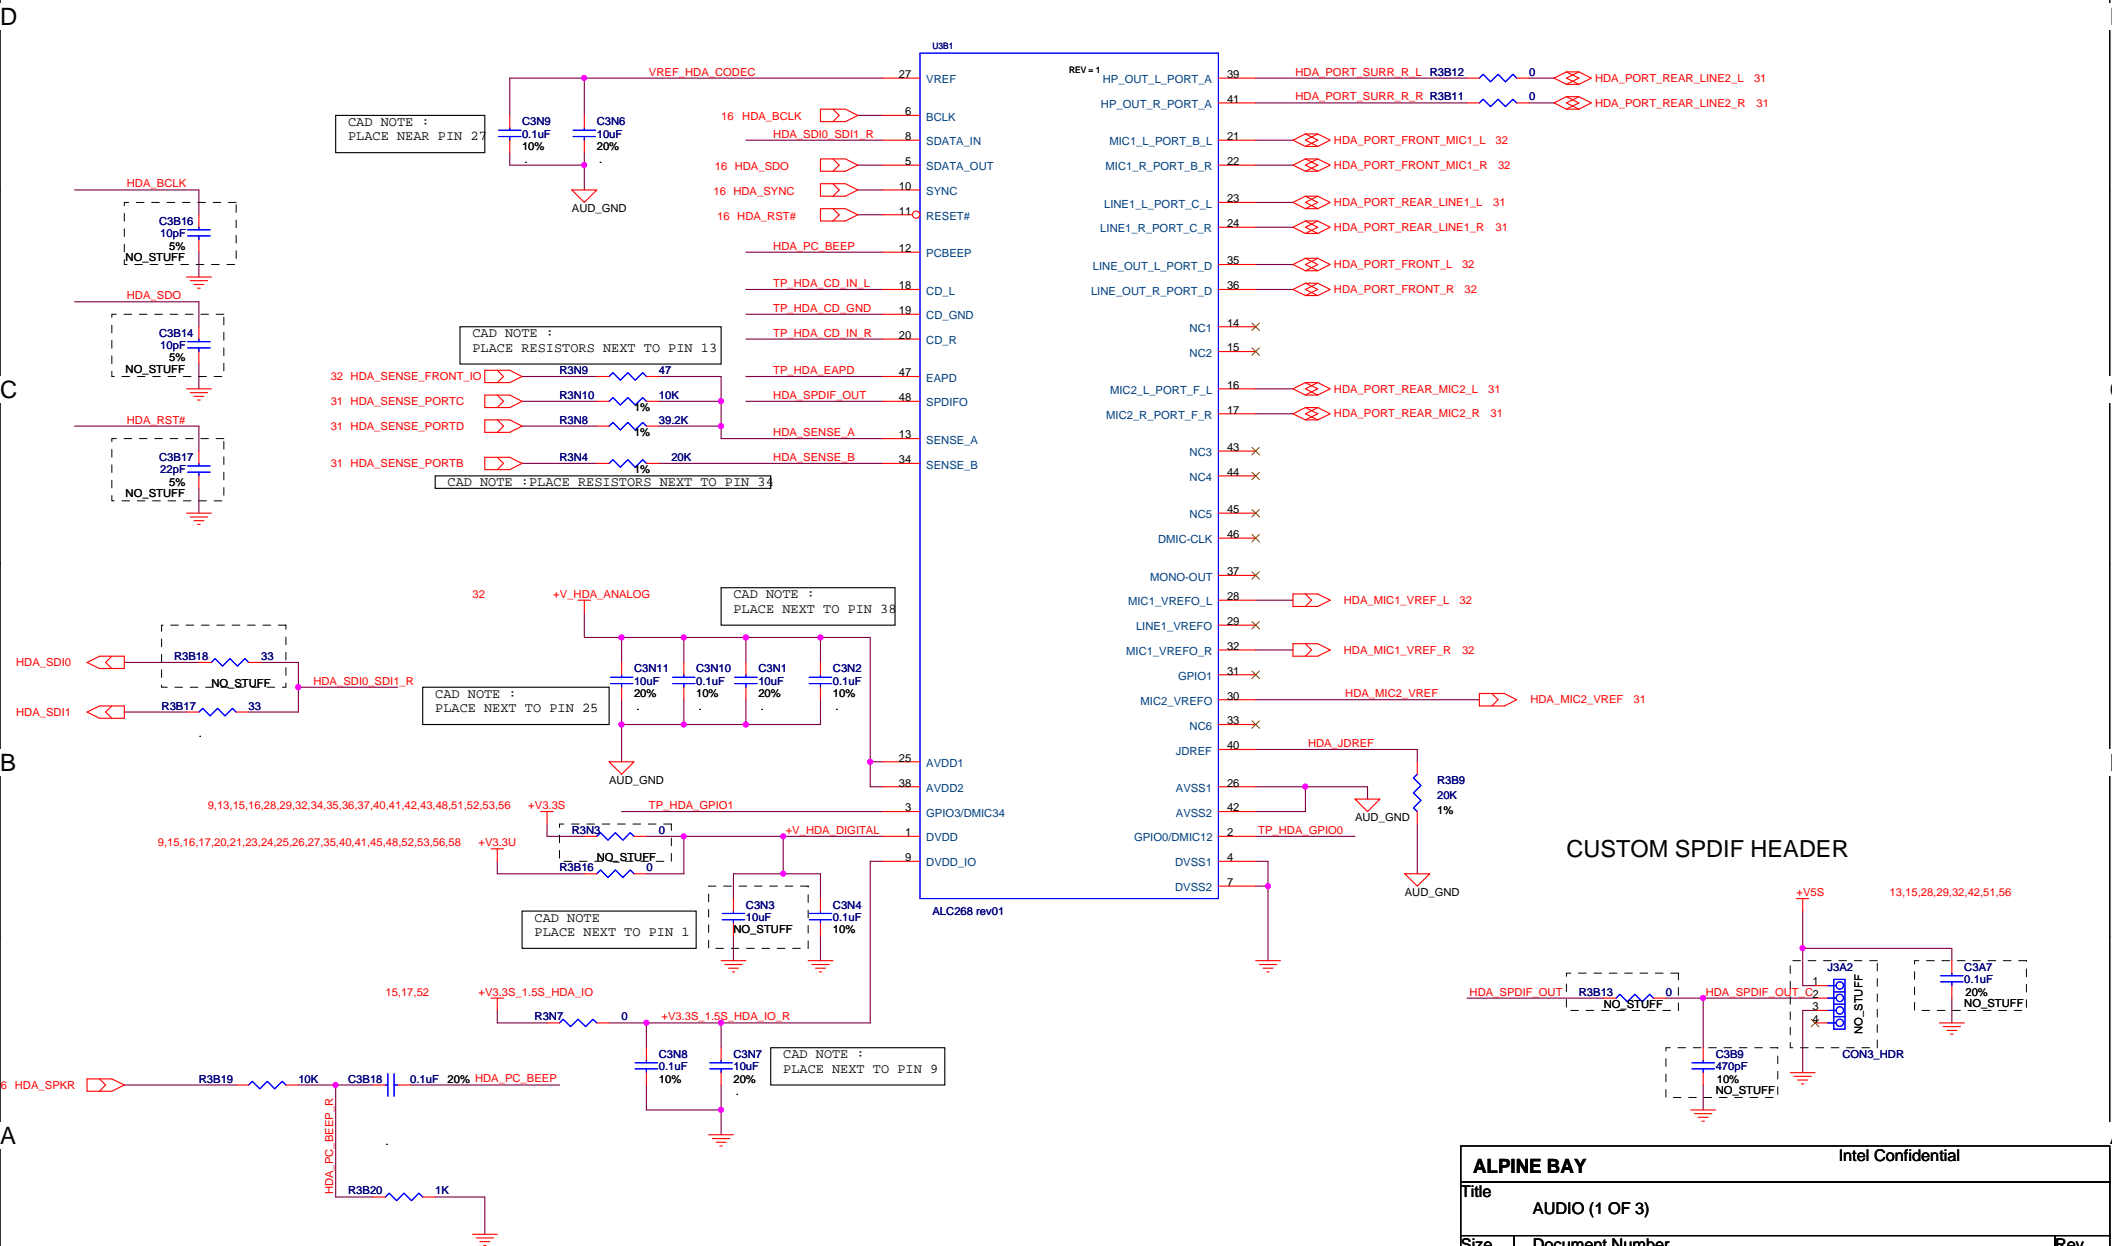 D
U3B1
REV = 1
VREF_HDA_CODEC
27 VREF
CAD NOTE :
PLACE NEAR PIN 27
C3N9
0.1uF
10%
C3N6
10uF
20%
AUD_GND
16 HDA_BCLK
6 BCLK
HDA_SDI0_SDI1_R
8 SDATA_IN
16 HDA_SDO
5 SDATA_OUT
16 HDA_SYNC
10 SYNC
16 HDA_RST#
11 RESET#
HDA_PC_BEEP
12 PCBEEP
TP_HDA_CD_IN_L
18 CD_L
TP_HDA_CD_GND
19 CD_GND
TP_HDA_CD_IN_R
20 CD_R
TP_HDA_EAPD
47 EAPD
HDA_SPDIF_OUT
48 SPDIFO
HDA_SENSE_A
13 SENSE_A
HDA_SENSE_B
34 SENSE_B
HDA_BCLK
C3B16
10pF
5%
NO_STUFF
HDA_SDO
C3B14
10pF
5%
NO_STUFF
C
HDA_RST#
C3B17
22pF
5%
NO_STUFF
CAD NOTE :
PLACE RESISTORS NEXT TO PIN 13
32 HDA_SENSE_FRONT_IO R3N9 47
31 HDA_SENSE_PORTC R3N10 10K
1%
31 HDA_SENSE_PORTD R3N8 39.2K
1%
31 HDA_SENSE_PORTB R3N4 20K
1%
CAD NOTE :PLACE RESISTORS NEXT TO PIN 34
HP_OUT_L_PORT_A 39 HDA_PORT_SURR_R_L R3B12 0 HDA_PORT_REAR_LINE2_L 31
HP_OUT_R_PORT_A 41 HDA_PORT_SURR_R_R R3B11 0 HDA_PORT_REAR_LINE2_R 31
MIC1_L_PORT_B_L 21 HDA_PORT_FRONT_MIC1_L 32
MIC1_R_PORT_B_R 22 HDA_PORT_FRONT_MIC1_R 32
LINE1_L_PORT_C_L 23 HDA_PORT_REAR_LINE1_L 31
LINE1_R_PORT_C_R 24 HDA_PORT_REAR_LINE1_R 31
LINE_OUT_L_PORT_D 35 HDA_PORT_FRONT_L 32
LINE_OUT_R_PORT_D 36 HDA_PORT_FRONT_R 32
NC1 14
NC2 15
MIC2_L_PORT_F_L 16 HDA_PORT_REAR_MIC2_L 31
MIC2_R_PORT_F_R 17 HDA_PORT_REAR_MIC2_R 31
NC3 43
NC4 44
NC5 45
DMIC-CLK 46
MONO-OUT 37
MIC1_VREFO_L 28 HDA_MIC1_VREF_L 32
LINE1_VREFO 29
MIC1_VREFO_R 32 HDA_MIC1_VREF_R 32
GPIO1 31
MIC2_VREFO 30 HDA_MIC2_VREF HDA_MIC2_VREF 31
NC6 33
JDREF 40 HDA_JDREF
R3B9
20K
1%
AUD_GND
AVSS1 26
AVSS2 42
AUD_GND
GPIO0/DMIC12 2 TP_HDA_GPIO0
DVSS1 4
DVSS2 7
32 +V_HDA_ANALOG
CAD NOTE :
PLACE NEXT TO PIN 38
C3N11
10uF
20%
C3N10
0.1uF
10%
C3N1
10uF
20%
C3N2
0.1uF
10%
CAD NOTE :
PLACE NEXT TO PIN 25
AUD_GND
HDA_SDI0 R3B18 33
NO_STUFF
HDA_SDI0_SDI1_R
HDA_SDI1 R3B17 33
B
25 AVDD1
38 AVDD2
TP_HDA_GPIO1
3 GPIO3/DMIC34
+V_HDA_DIGITAL
1 DVDD
9 DVDD_IO
ALC268 rev01
9,13,15,16,28,29,32,34,35,36,37,40,41,42,43,48,51,52,53,56 +V3.3S
R3N3 0
NO_STUFF
9,15,16,17,20,21,23,24,25,26,27,35,40,41,45,48,52,53,56,58 +V3.3U
R3B16 0
CAD NOTE
PLACE NEXT TO PIN 1
C3N3
10uF
NO_STUFF
C3N4
0.1uF
10%
15,17,52 +V3.3S_1.5S_HDA_IO
R3N7 0 +V3.3S_1.5S_HDA_IO_R
C3N8
0.1uF
10%
C3N7
10uF
20%
CAD NOTE :
PLACE NEXT TO PIN 9
6 HDA_SPKR R3B19 10K C3B18 0.1uF 20% HDA_PC_BEEP
HDA_PC_BEEP_R
R3B20 1K
A
CUSTOM SPDIF HEADER
+V5S 13,15,28,29,32,42,51,56
HDA_SPDIF_OUT R3B13 0
NO_STUFF
HDA_SPDIF_OUT_C
J3A2
1
2
3
4
NO_STUFF
CON3_HDR
C3A7
0.1uF
20%
NO_STUFF
C3B9
470pF
10%
NO_STUFF
ALPINE BAY Intel Confidential
Title
AUDIO (1 OF 3)
Size Document Number Rev